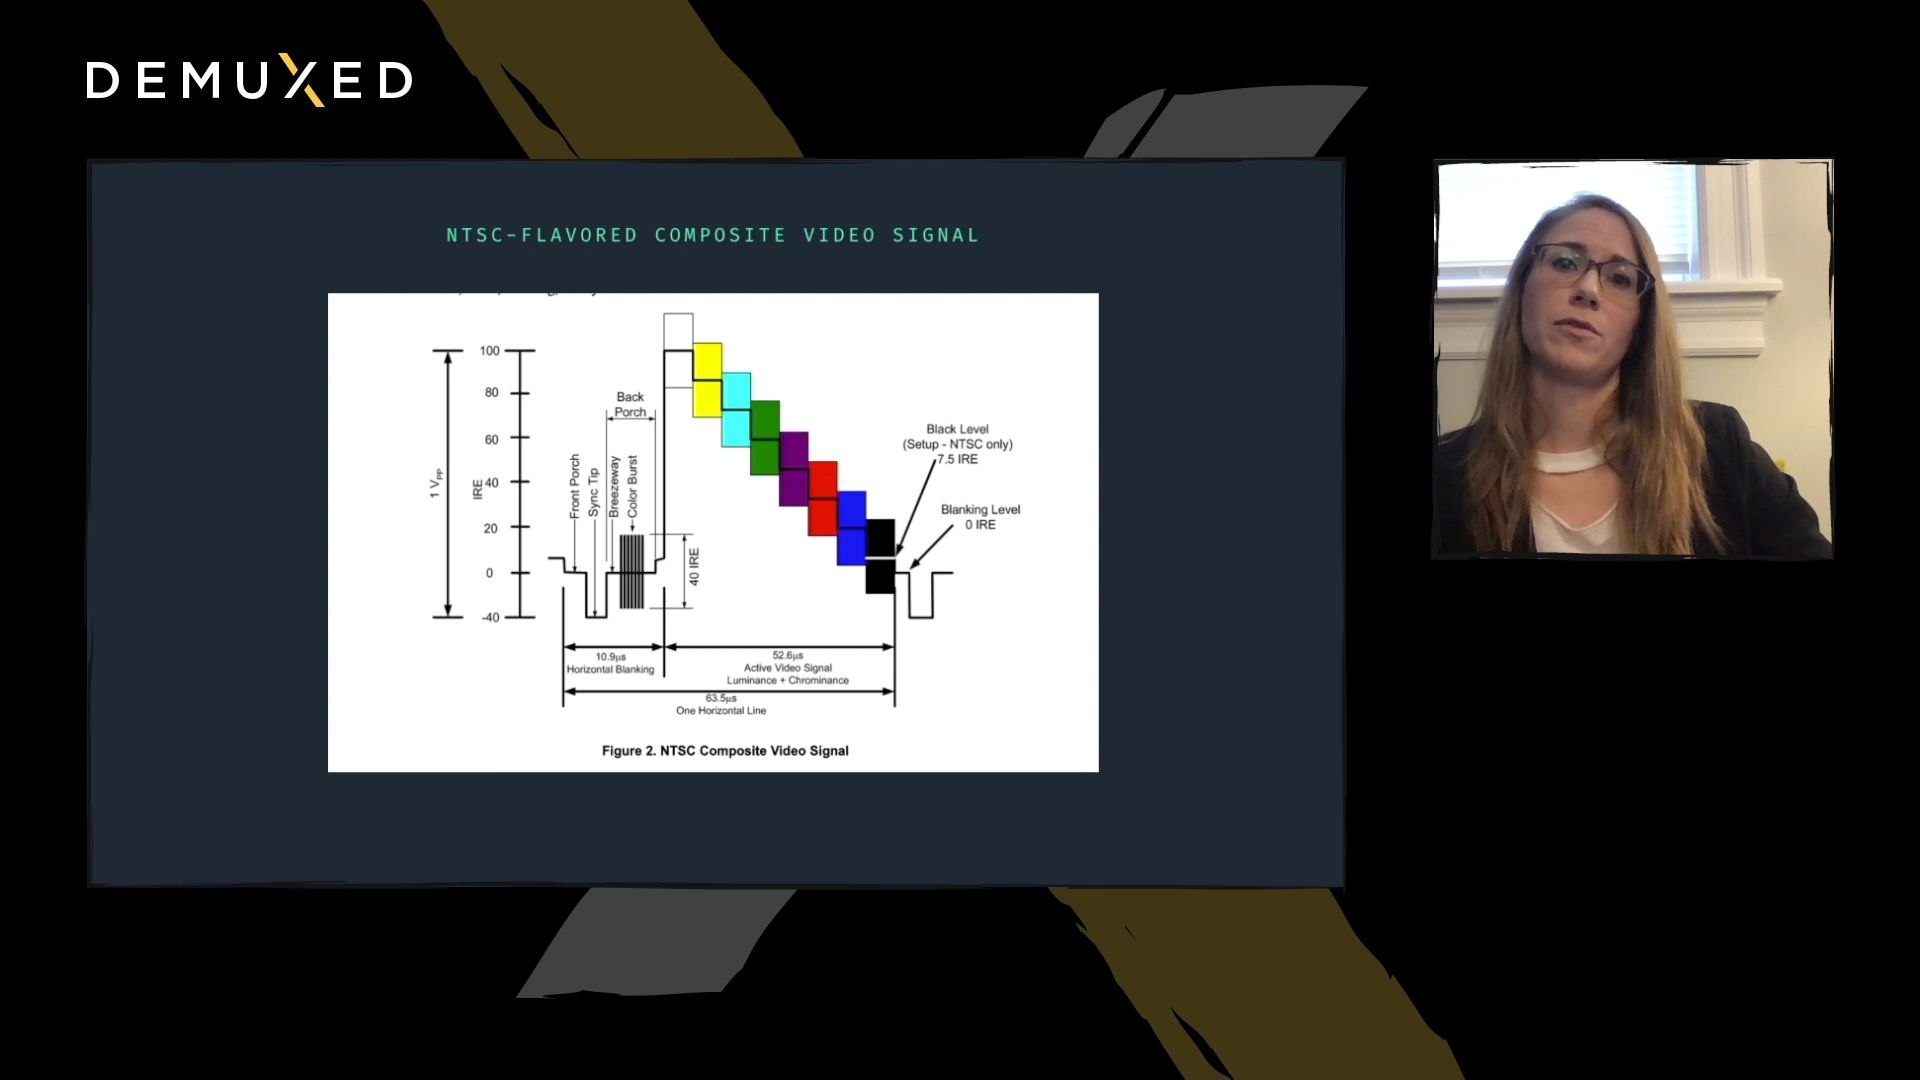 DEMUXED
NTSC-FLAVORED COMPOSITE VIDEO SIGNAL
100
80
60
40
20
0
-40
1 VPP
IRE
Front Porch
Sync Tip
Back
Porch
Breezeway
Color Burst
40 IRE
Black Level
(Setup - NTSC only)
7.5 IRE
Blanking Level
0 IRE
10.9µs
Horizontal Blanking
52.6µs
Active Video Signal
Luminance + Chrominance
63.5µs
One Horizontal Line
Figure 2. NTSC Composite Video Signal